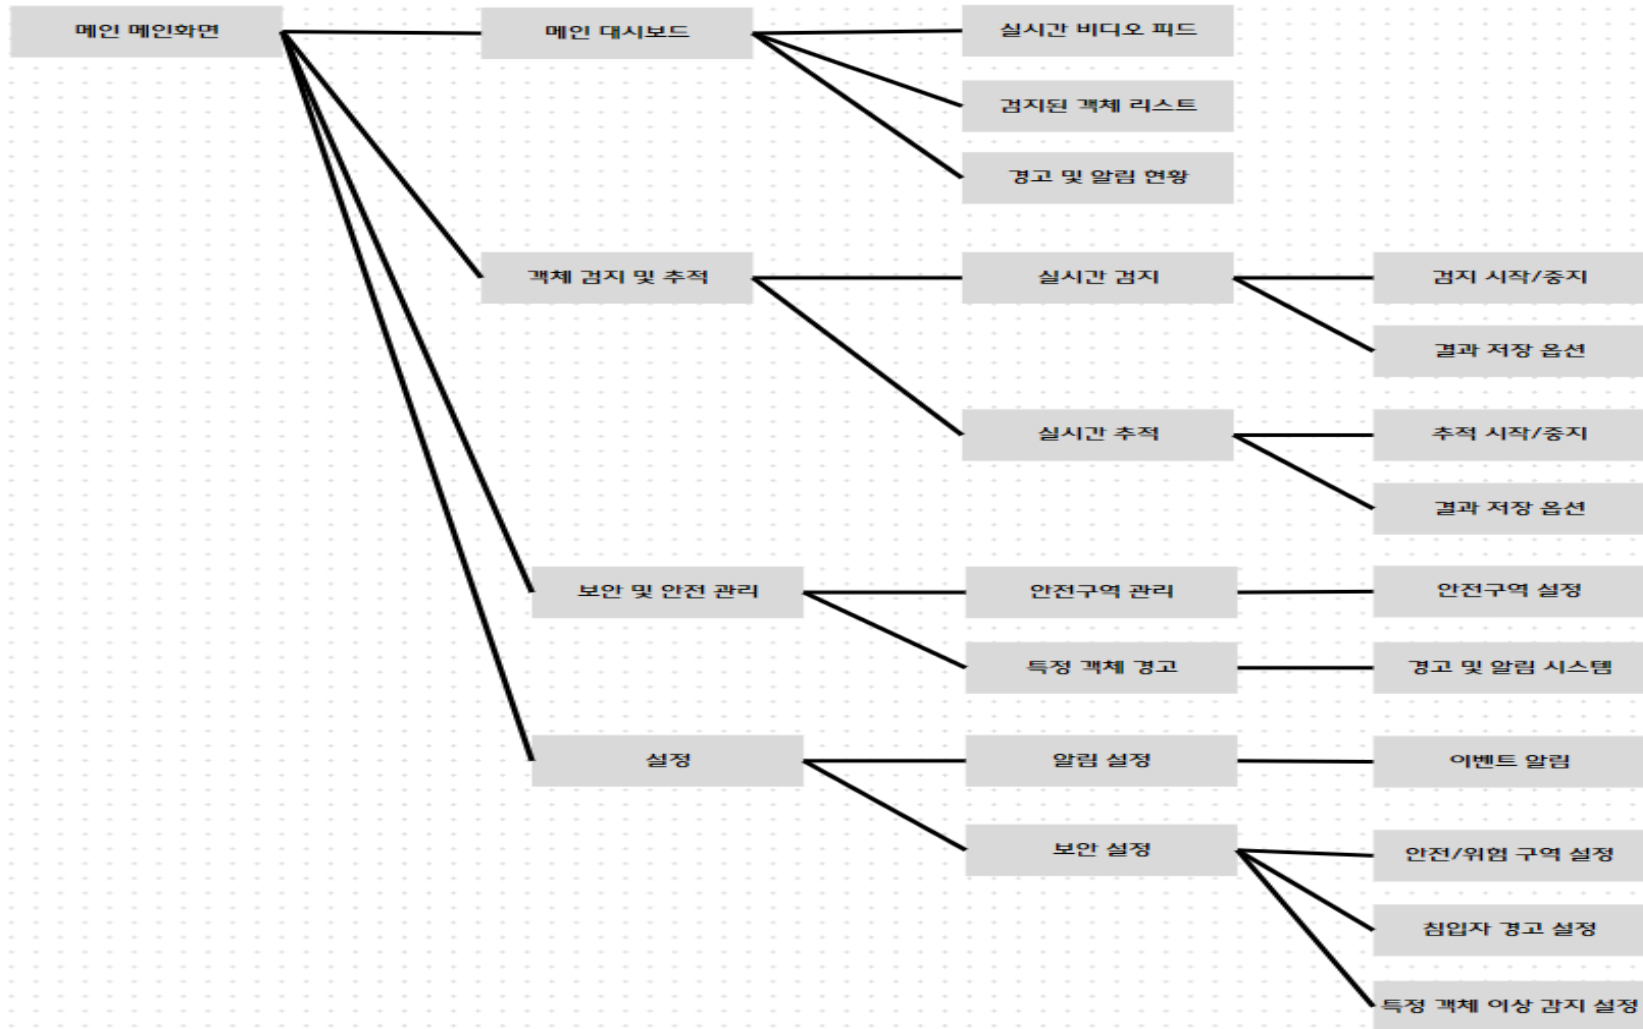 메인 메인화면
메인 대시보드
실시간 비디오 피드
검지된 객체 리스트
경고 및 알림 현황
객체 검지 및 추적
실시간 검지
검지 시작/중지
결과 저장 옵션
실시간 추적
추적 시작/중지
결과 저장 옵션
보안 및 안전 관리
안전구역 관리
안전구역 설정
특정 객체 경고
경고 및 알림 시스템
설정
알림 설정
이벤트 알림
보안 설정
안전/위험 구역 설정
침입자 경고 설정
특정 객체 이상 감지 설정